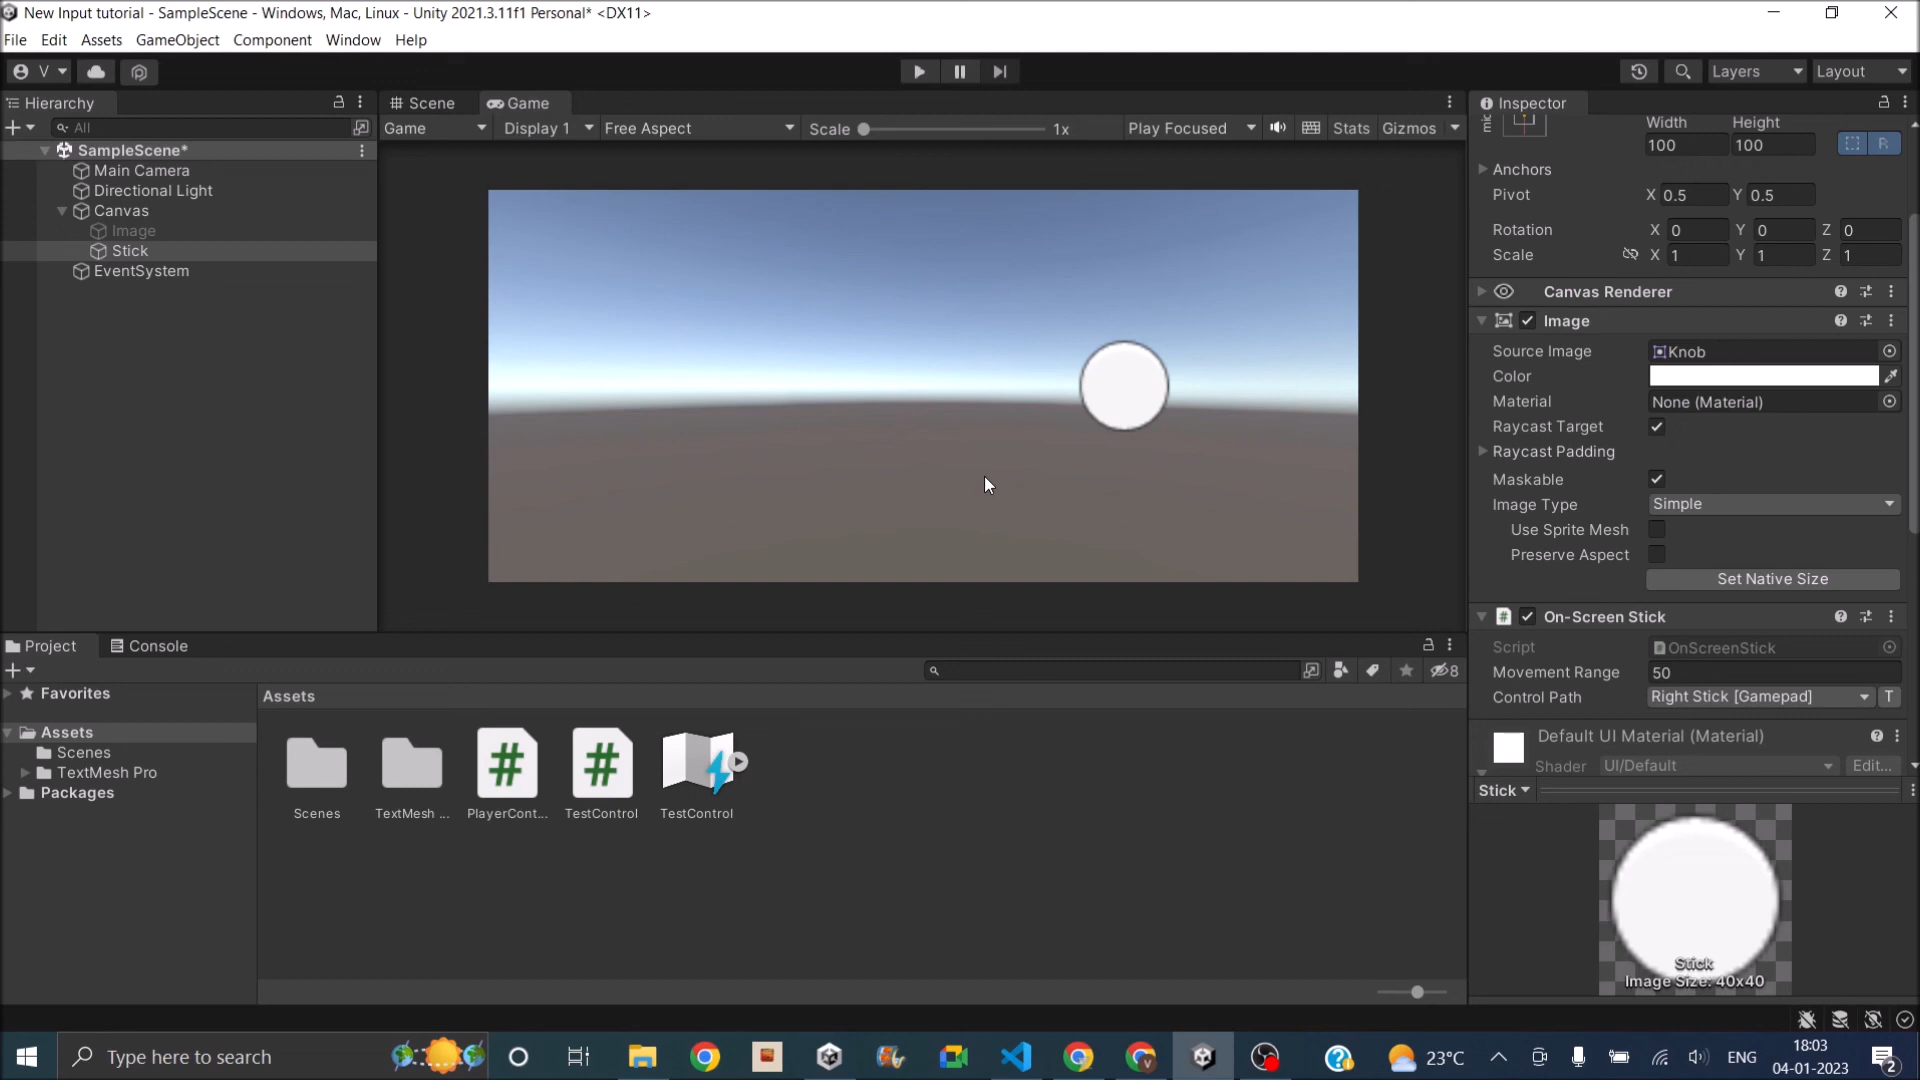 New Input tutorial - SampleScene - Windows, Mac, Linux - Unity 2021.3.11f1 Personal* <DX11>
File Edit Assets GameObject Component Window Help
V Layers Layout
Hierarchy
All
SampleScene*
Main Camera
Directional Light
Canvas
Image
Stick
EventSystem
Scene Game
Game Display 1 Free Aspect Scale 1x Play Focused Stats Gizmos
Inspector
Width Height
100 100 R
Anchors
Pivot X 0.5 Y 0.5
Rotation X 0 Y 0 Z 0
Scale X 1 Y 1 Z 1
Canvas Renderer
Image
Source Image Knob
Color
Material None (Material)
Raycast Target
Raycast Padding
Maskable
Image Type Simple
Use Sprite Mesh
Preserve Aspect
Set Native Size
# On-Screen Stick
Script OnScreenStick
Movement Range 50
Control Path Right Stick [Gamepad] T
Default UI Material (Material)
Shader UI/Default Edit...
Stick
Stick
Image Size: 40x40
Project Console
8
Favorites
Assets
Scenes
TextMesh Pro
Packages
Assets
# #
Scenes TextMesh ... PlayerCont... TestControl TestControl
Type here to search
23°C ENG 18:03
04-01-2023 2